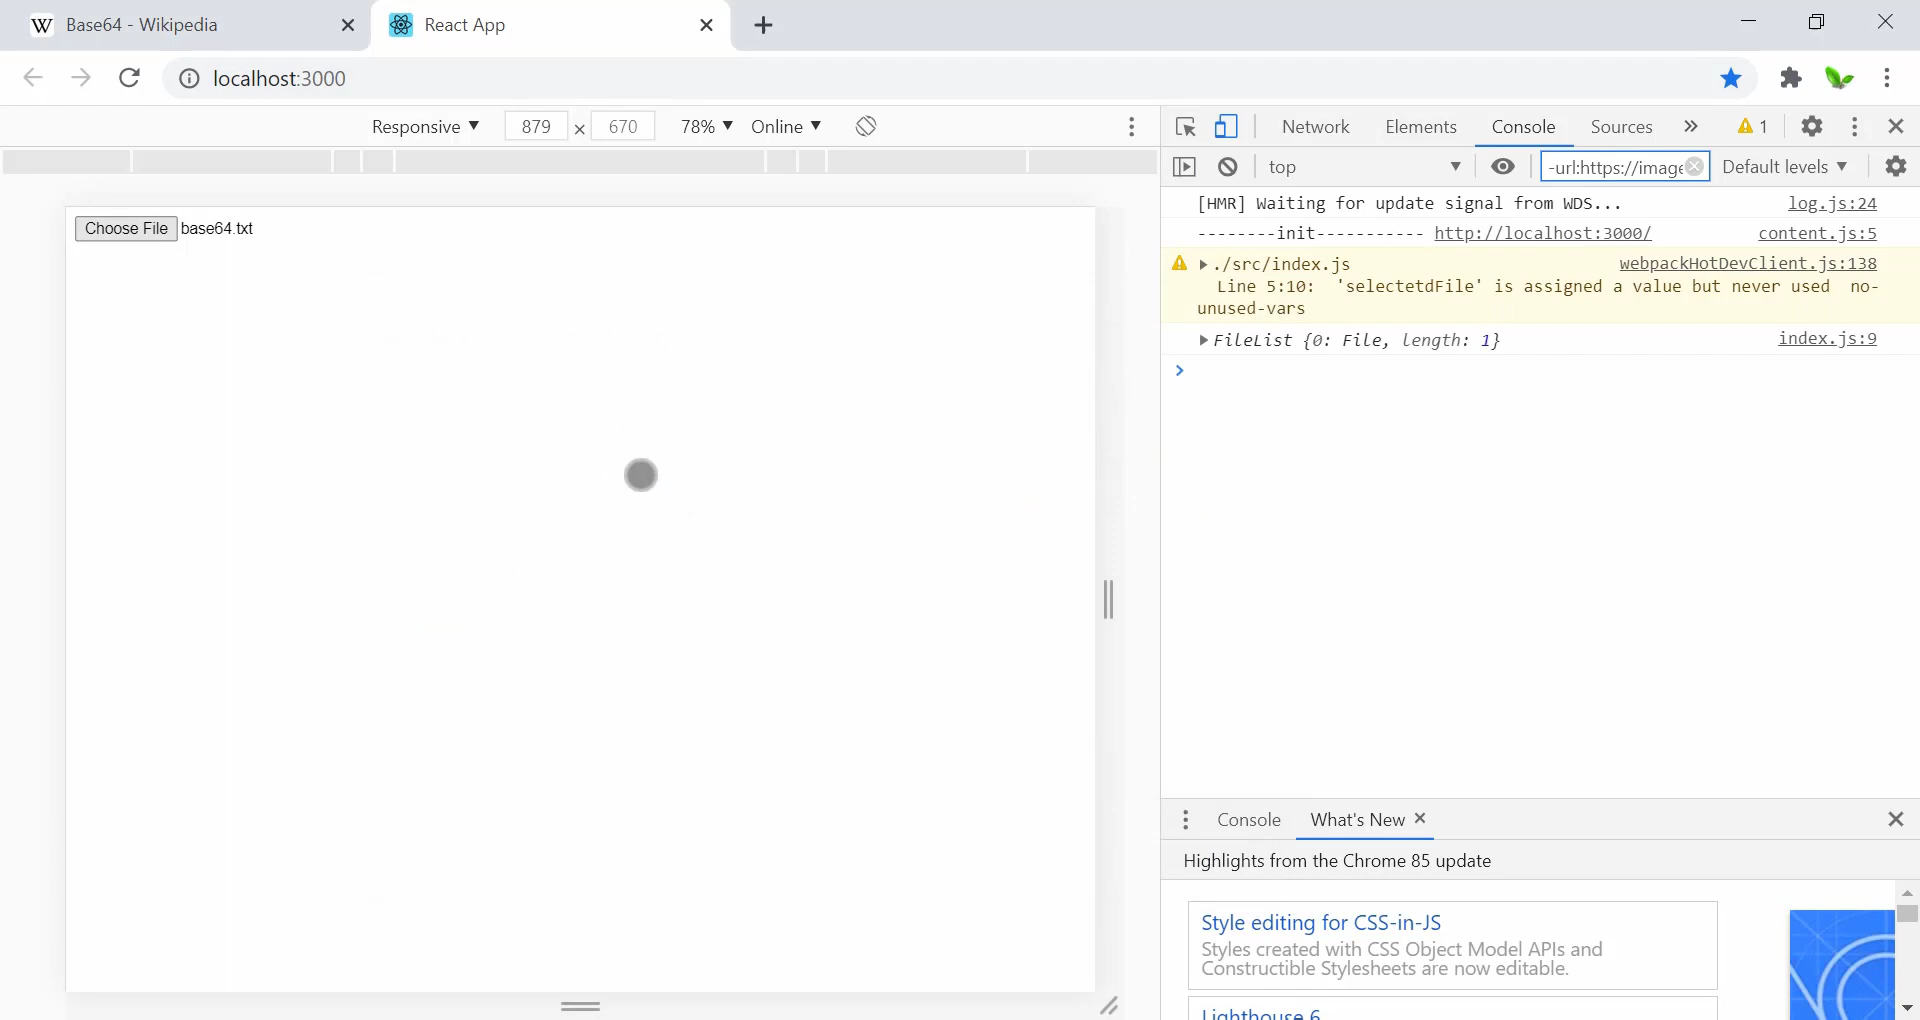 W Base64 - Wikipedia
React App
localhost:3000
Responsive ▼ 879 × 670 78% ▼ Online ▼
Network Elements Console Sources » 1
top ▼ -url:https://image Default levels ▼
Choose File base64.txt
[HMR] Waiting for update signal from WDS... log.js:24
--------init----------- http://localhost:3000/ content.js:5
./src/index.js webpackHotDevClient.js:138
Line 5:10: 'selectetdFile' is assigned a value but never used no-
unused-vars
FileList {0: File, length: 1} index.js:9
Console What's New
Highlights from the Chrome 85 update
Style editing for CSS-in-JS
Styles created with CSS Object Model APIs and
Constructible Stylesheets are now editable.
Lighthouse 6